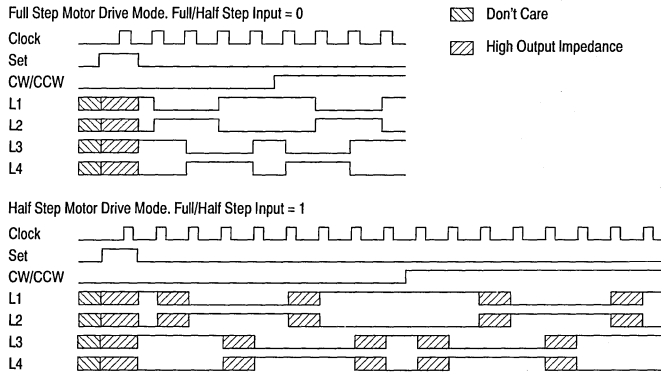 Full Step Motor Drive Mode. Full/Half Step Input = 0
Don't Care
High Output Impedance
Clock
Set
CW/CCW
L1
L2
L3
L4
Half Step Motor Drive Mode. Full/Half Step Input = 1
Clock
Set
CW/CCW
L1
L2
L3
L4